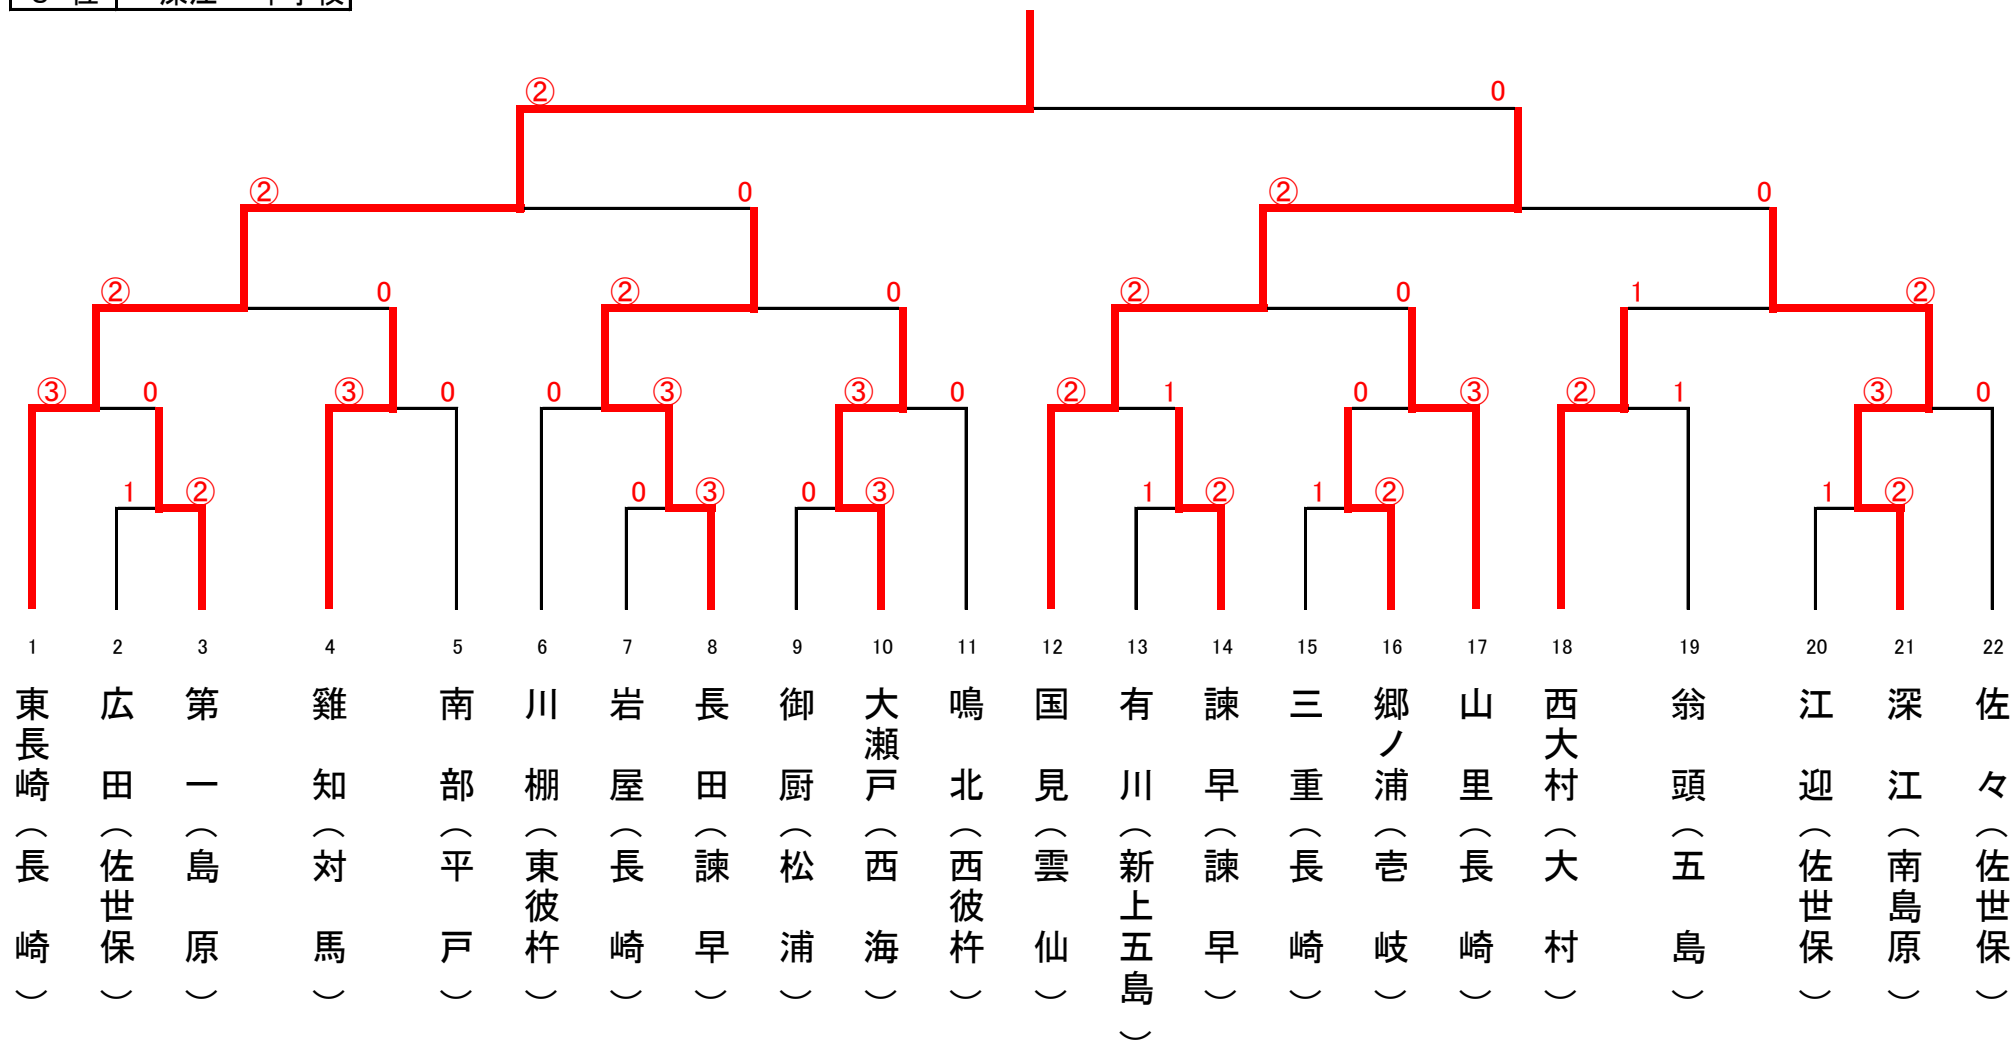 ② 0
② 0 ② 0
② 0 ② 0 ② 0 1 ②
③ 0 ③ 0 0 ③ ③ 0 ② 1 0 ③ ② 1 ③ 0
1 ② 0 ③ 0 ③ 1 ② 1 ② 1 ②
1 2 3 4 5 6 7 8 9 10 11 12 13 14 15 16 17 18 19 20 21 22
東長崎(長崎)
広田(佐世保)
第一(島原)
雞知(対馬)
南部(平戸)
川棚(東彼杵)
岩屋(長崎)
長田(諫早)
御厨(松浦)
大瀬戸(西海)
鳴北(西彼杵)
国見(雲仙)
有川(新上五島)
諫早(諫早)
三重(長崎)
郷ノ浦(壱岐)
山里(長崎)
西大村(大村)
翁頭(五島)
江迎(佐世保)
深江(南島原)
佐々(佐世保)